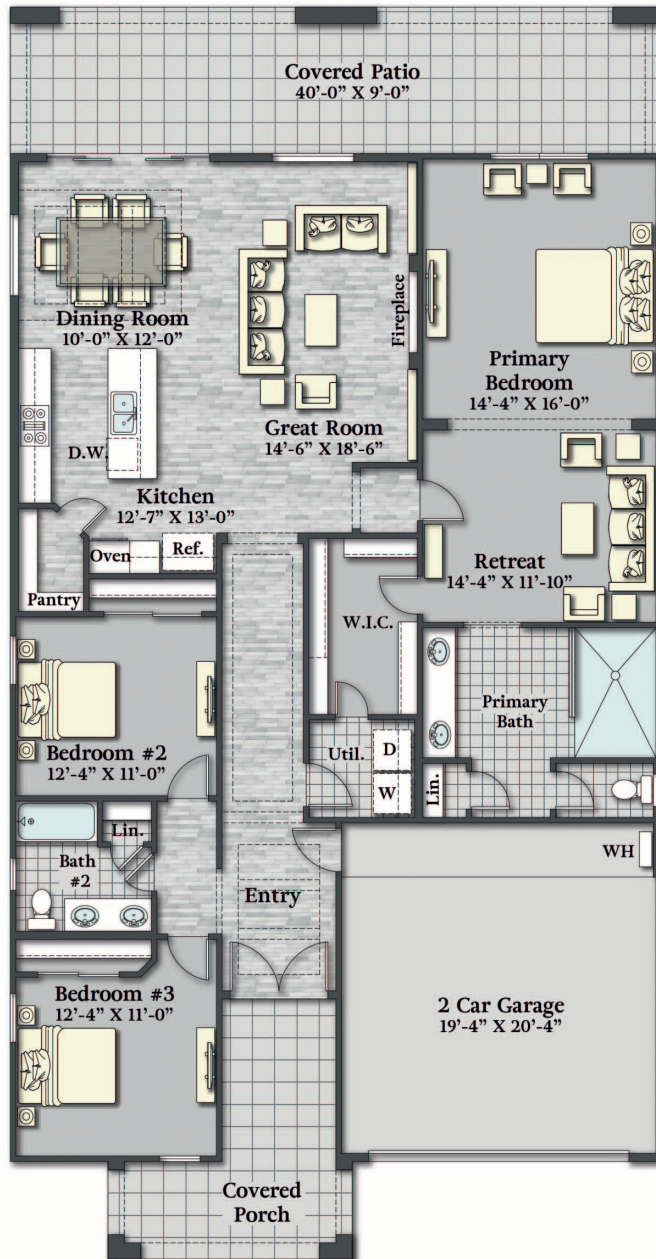 Covered Patio
40’-0” X 9’-0”
Dining Room
10’-0” X 12’-0”
Fireplace
Primary
Bedroom
14’-4” X 16’-0”
Great Room
14’-6” X 18’-6”
D.W.
Kitchen
12’-7” X 13’-0”
Oven
Ref.
Pantry
Retreat
14’-4” X 11’-10”
W.I.C.
Primary
Bath
Bedroom #2
12’-4” X 11’-0”
Util.
D
W
Lin.
Lin.
Bath
#2
WH
Entry
Bedroom #3
12’-4” X 11’-0”
2 Car Garage
19’-4” X 20’-4”
Covered
Porch